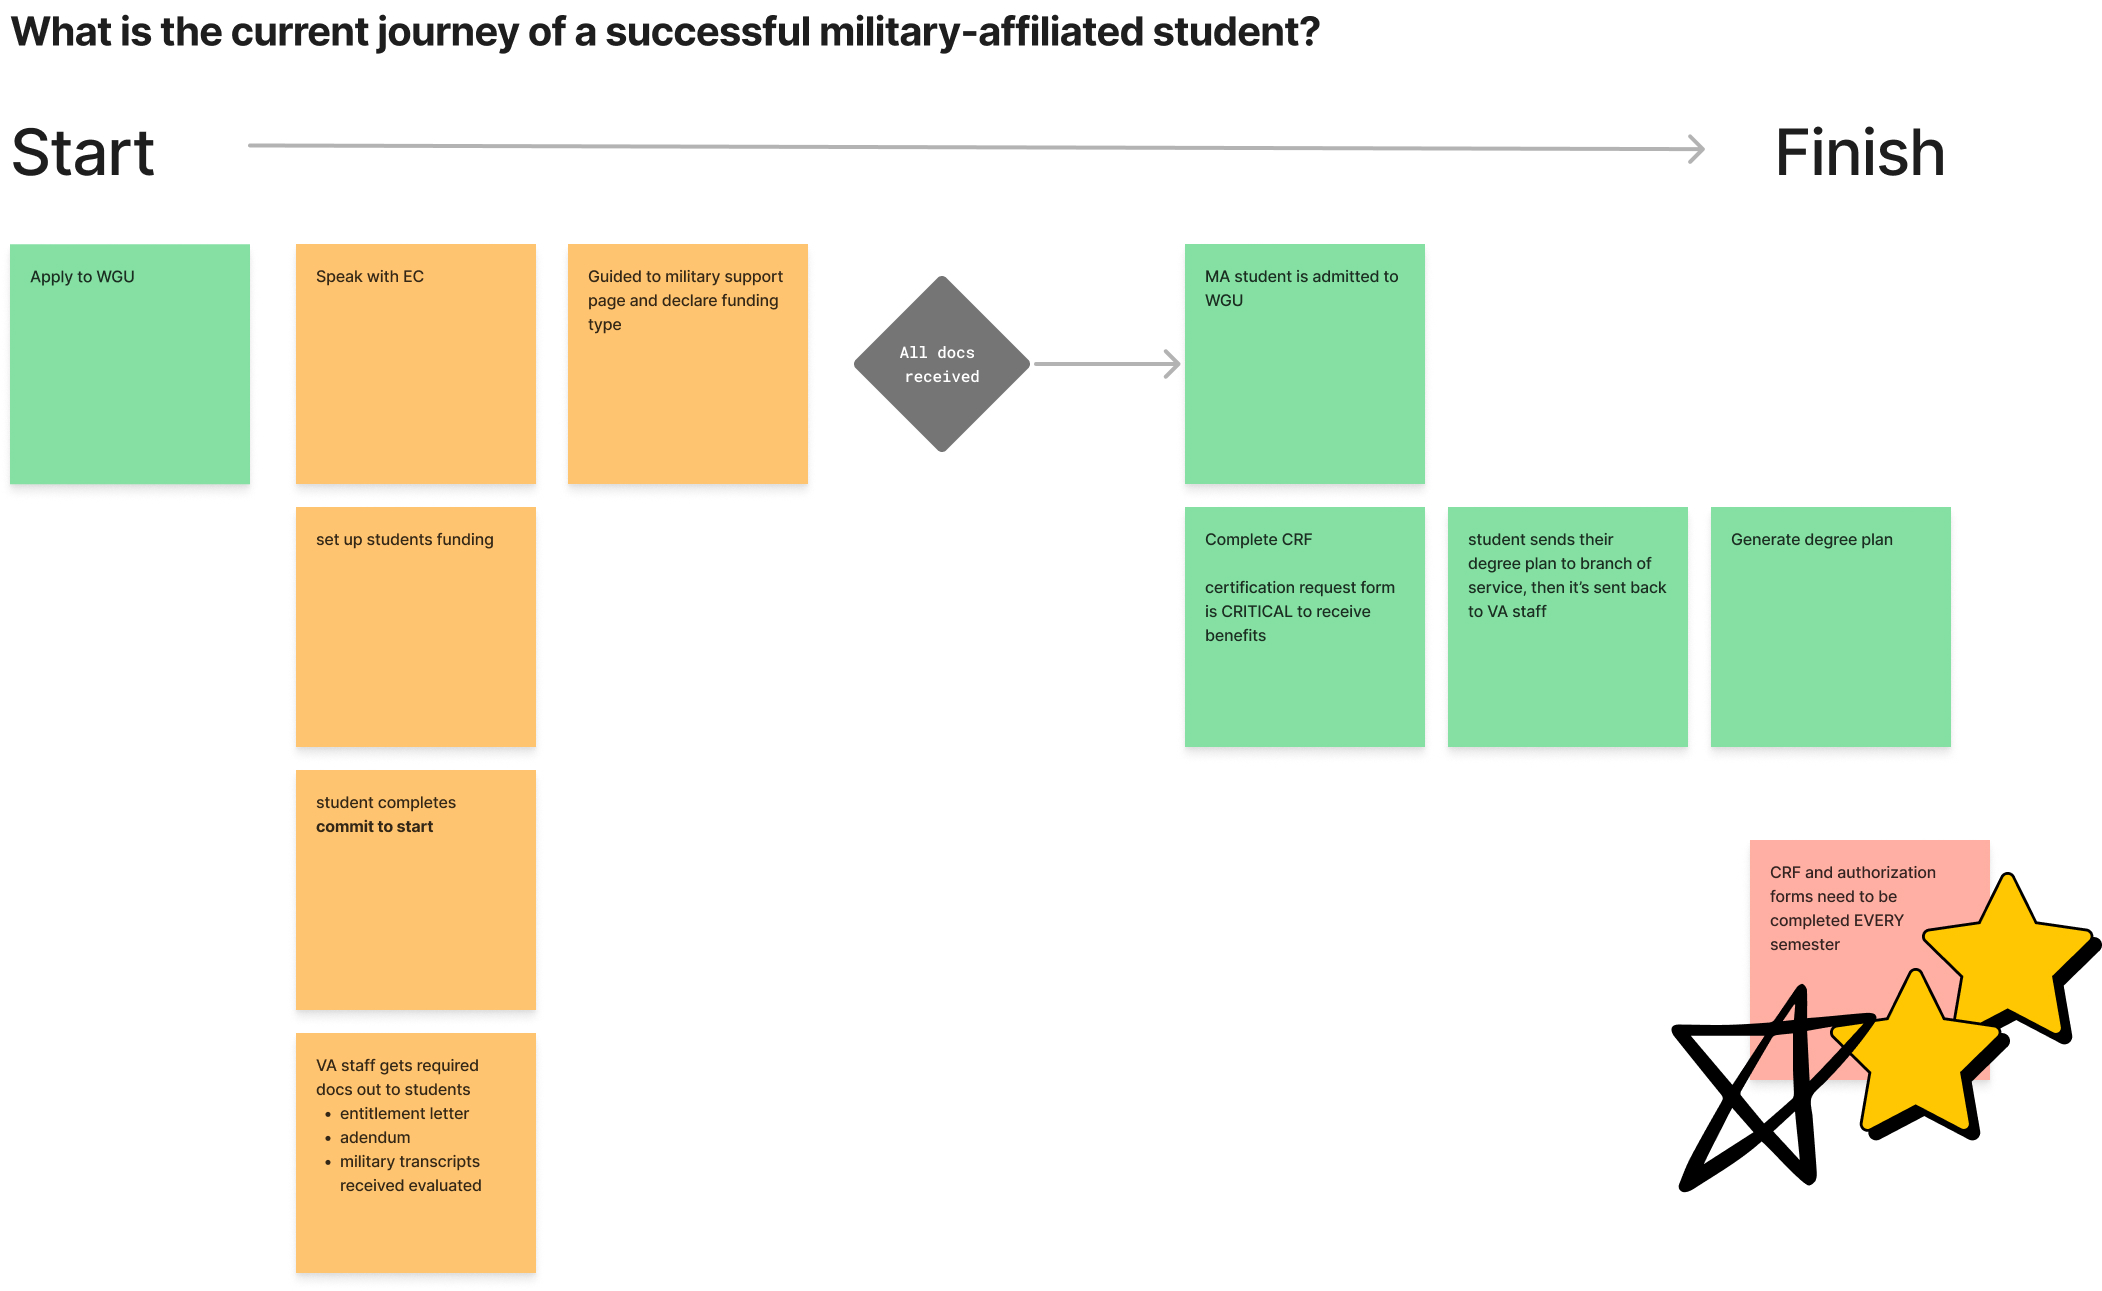 What is the current journey of a successful military-affiliated student?
Start
Finish
Apply to WGU
Speak with EC
Guided to military support
page and declare funding
type
All docs
received
MA student is admitted to
WGU
set up students funding
Complete CRF
certification request form
is CRITICAL to receive
benefits
student sends their
degree plan to branch of
service, then it's sent back
to VA staff
Generate degree plan
student completes
commit to start
CRF and authorization
forms need to be
completed EVERY
semester
VA staff gets required
docs out to students
• entitlement letter
• adendum
• military transcripts
received evaluated